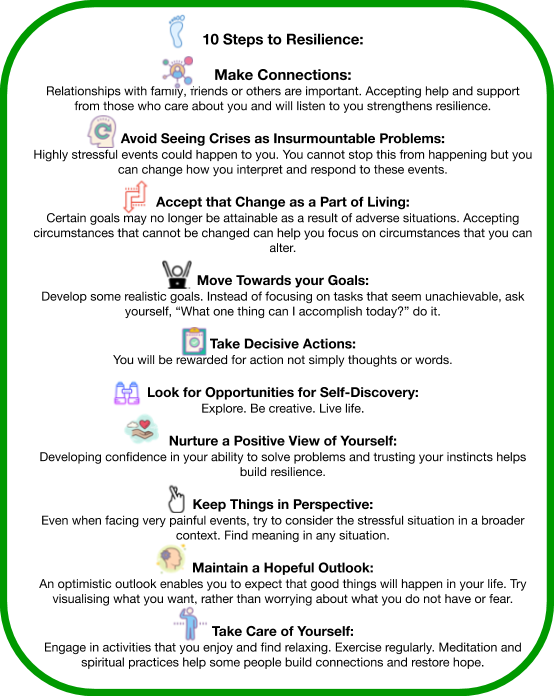 10 Steps to Resilience:
Make Connections:
Relationships with family, friends or others are important. Accepting help and support
from those who care about you and will listen to you strengthens resilience.
Avoid Seeing Crises as Insurmountable Problems:
Highly stressful events could happen to you. You cannot stop this from happening but you
can change how you interpret and respond to these events.
Accept that Change as a Part of Living:
Certain goals may no longer be attainable as a result of adverse situations. Accepting
circumstances that cannot be changed can help you focus on circumstances that you can
alter.
Move Towards your Goals:
Develop some realistic goals. Instead of focusing on tasks that seem unachievable, ask
yourself, “What one thing can I accomplish today?” do it.
Take Decisive Actions:
You will be rewarded for action not simply thoughts or words.
Look for Opportunities for Self-Discovery:
Explore. Be creative. Live life.
Nurture a Positive View of Yourself:
Developing confidence in your ability to solve problems and trusting your instincts helps
build resilience.
Keep Things in Perspective:
Even when facing very painful events, try to consider the stressful situation in a broader
context. Find meaning in any situation.
Maintain a Hopeful Outlook:
An optimistic outlook enables you to expect that good things will happen in your life. Try
visualising what you want, rather than worrying about what you do not have or fear.
Take Care of Yourself:
Engage in activities that you enjoy and find relaxing. Exercise regularly. Meditation and
spiritual practices help some people build connections and restore hope.